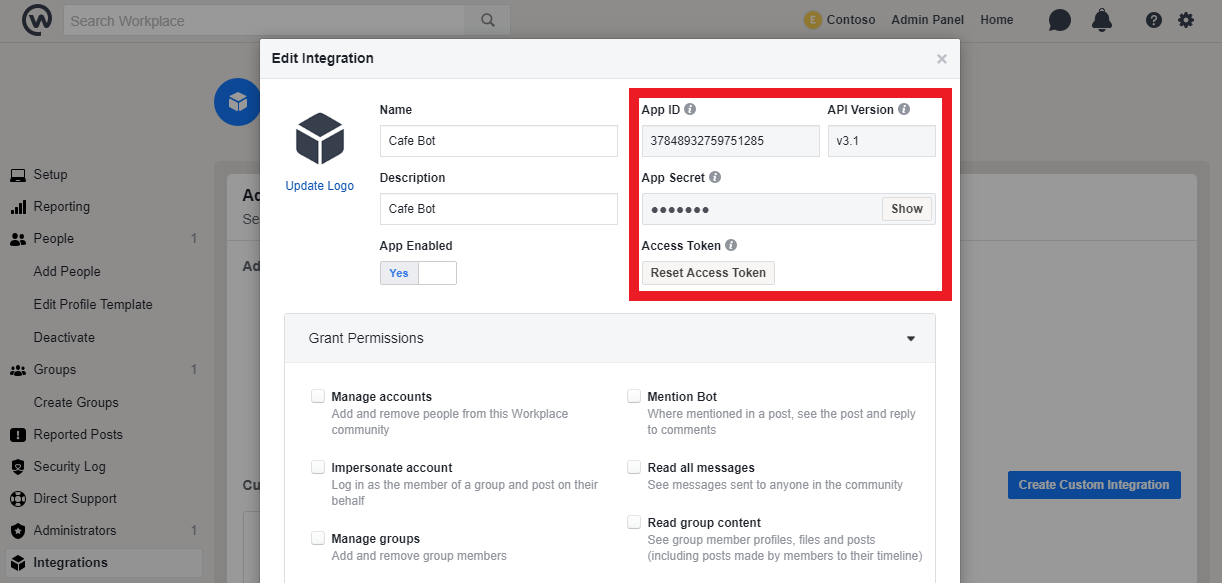 Search Workplace
E Contoso Admin Panel Home
Edit Integration
Update Logo
Name
Cafe Bot
Description
Cafe Bot
App Enabled
Yes
App ID
API Version
37848932759751285
v3.1
App Secret
●●●●●●●
Show
Access Token
Reset Access Token
Setup
Reporting
People 1
Add People
Edit Profile Template
Deactivate
Groups 1
Create Groups
Reported Posts
Security Log
Direct Support
Administrators 1
Integrations
Ad
Se
Ad
Cu
Grant Permissions
Manage accounts
Add and remove people from this Workplace
community
Impersonate account
Log in as the member of a group and post on their
behalf
Manage groups
Add and remove group members
Mention Bot
Where mentioned in a post, see the post and reply
to comments
Read all messages
See messages sent to anyone in the community
Read group content
See group member profiles, files and posts
(including posts made by members to their timeline)
Create Custom Integration